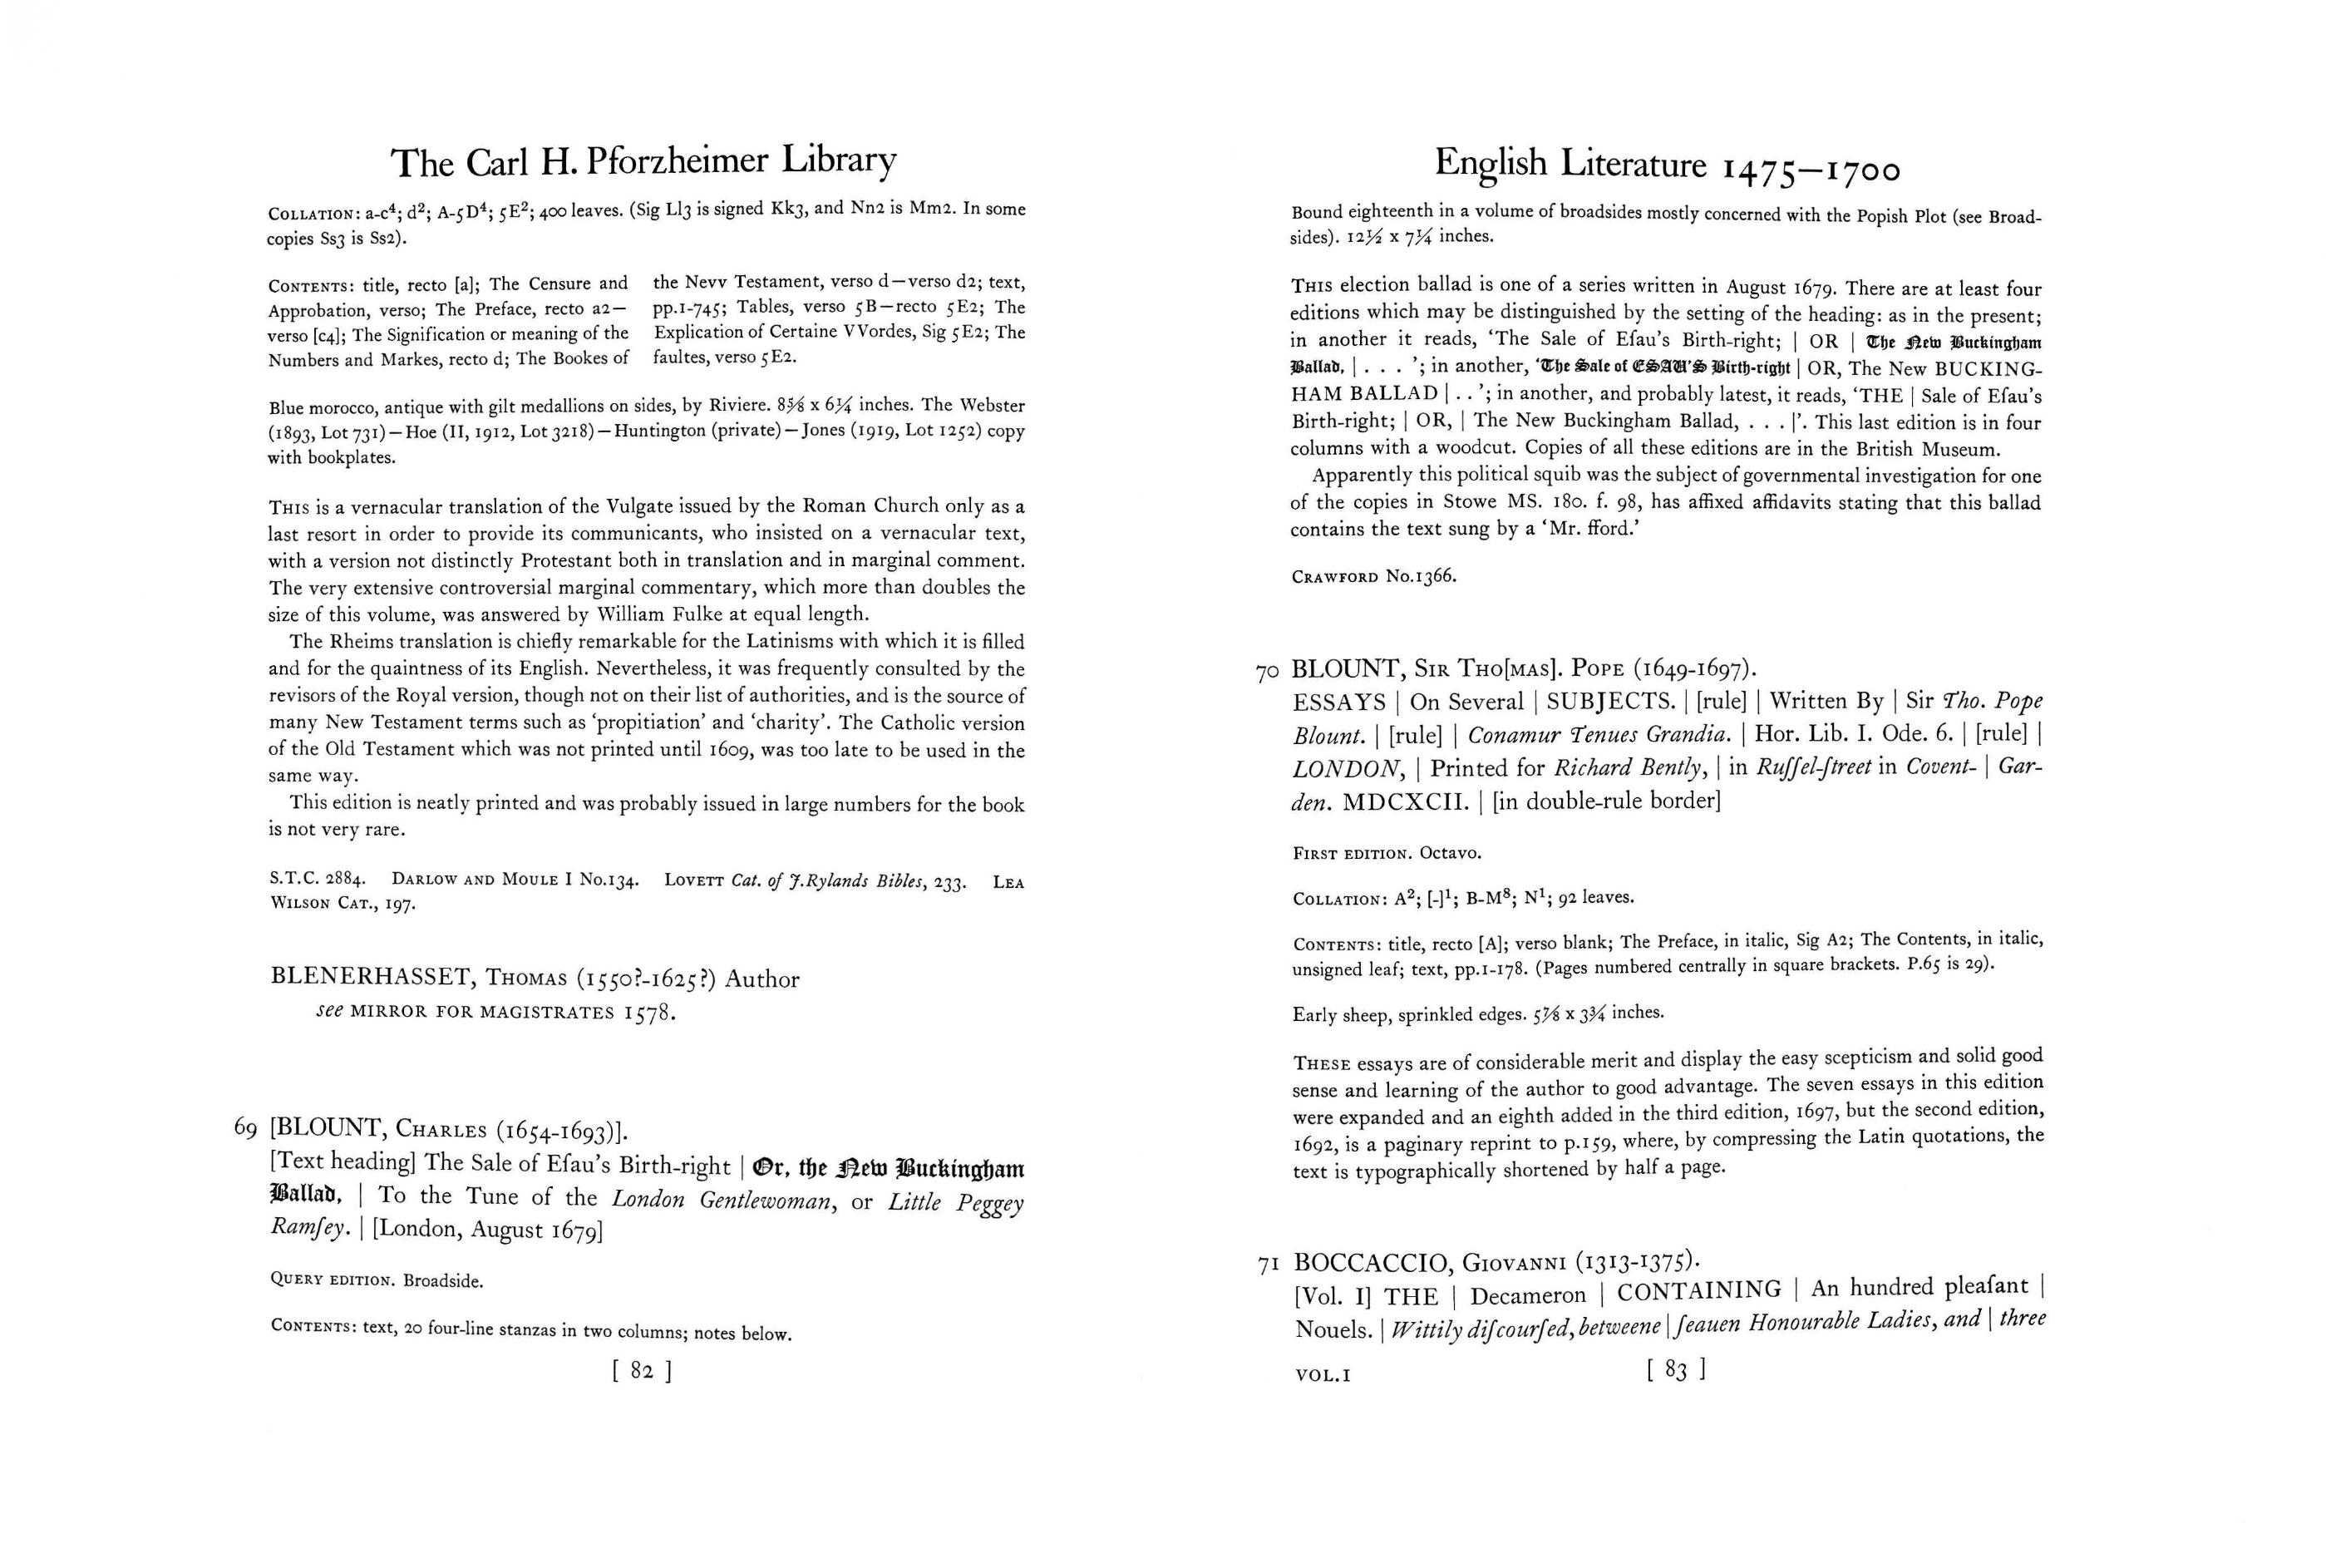 The Carl H. Pforzheimer Library
COLLATION: a-c⁴; d²; A-5D⁴; 5E²; 400 leaves. (Sig Ll3 is signed Kk3, and Nn2 is Mm2. In some
copies Ss3 is Ss2).
CONTENTS: title, recto [a]; The Censure and
Approbation, verso; The Preface, recto a2—
verso [c4]; The Signification or meaning of the
Numbers and Markes, recto d; The Bookes of
the Nevv Testament, verso d—verso d2; text,
pp.1-745; Tables, verso 5B—recto 5E2; The
Explication of Certaine VVordes, Sig 5E2; The
faultes, verso 5E2.
Blue morocco, antique with gilt medallions on sides, by Riviere. 8⅝ x 6¼ inches. The Webster
(1893, Lot 731)—Hoe (II, 1912, Lot 3218)—Huntington (private)—Jones (1919, Lot 1252) copy
with bookplates.
THIS is a vernacular translation of the Vulgate issued by the Roman Church only as a
last resort in order to provide its communicants, who insisted on a vernacular text,
with a version not distinctly Protestant both in translation and in marginal comment.
The very extensive controversial marginal commentary, which more than doubles the
size of this volume, was answered by William Fulke at equal length.
The Rheims translation is chiefly remarkable for the Latinisms with which it is filled
and for the quaintness of its English. Nevertheless, it was frequently consulted by the
revisors of the Royal version, though not on their list of authorities, and is the source of
many New Testament terms such as ‘propitiation’ and ‘charity’. The Catholic version
of the Old Testament which was not printed until 1609, was too late to be used in the
same way.
This edition is neatly printed and was probably issued in large numbers for the book
is not very rare.
S.T.C. 2884. DARLOW AND MOULE I No.134. LOVETT Cat. of J.Rylands Bibles, 233. LEA
WILSON CAT., 197.
BLENERHASSET, THOMAS (1550?-1625?) Author
see MIRROR FOR MAGISTRATES 1578.
69 [BLOUNT, CHARLES (1654-1693)].
[Text heading] The Sale of Eſau’s Birth-right | Or, the New Buckingham
Ballad, | To the Tune of the London Gentlewoman, or Little Peggey
Ramſey. | [London, August 1679]
QUERY EDITION. Broadside.
CONTENTS: text, 20 four-line stanzas in two columns; notes below.
[ 82 ]
English Literature 1475—1700
Bound eighteenth in a volume of broadsides mostly concerned with the Popish Plot (see Broad-
sides). 12½ x 7¼ inches.
THIS election ballad is one of a series written in August 1679. There are at least four
editions which may be distinguished by the setting of the heading: as in the present;
in another it reads, ‘The Sale of Eſau’s Birth-right; | OR | The New Buckingham
Ballad, | . . . ’; in another, ‘The Sale of ESAU’S Birth-right | OR, The New BUCKING-
HAM BALLAD | . . ’; in another, and probably latest, it reads, ‘THE | Sale of Eſau’s
Birth-right; | OR, | The New Buckingham Ballad, . . . |’. This last edition is in four
columns with a woodcut. Copies of all these editions are in the British Museum.
Apparently this political squib was the subject of governmental investigation for one
of the copies in Stowe MS. 180. f. 98, has affixed affidavits stating that this ballad
contains the text sung by a ‘Mr. fford.’
CRAWFORD No.1366.
70 BLOUNT, SIR THO[MAS]. POPE (1649-1697).
ESSAYS | On Several | SUBJECTS. | [rule] | Written By | Sir Tho. Pope
Blount. | [rule] | Conamur Tenues Grandia. | Hor. Lib. I. Ode. 6. | [rule] |
LONDON, | Printed for Richard Bently, | in Ruſſel-ſtreet in Covent- | Gar-
den. MDCXCII. | [in double-rule border]
FIRST EDITION. Octavo.
COLLATION: A²; [-]¹; B-M⁸; N¹; 92 leaves.
CONTENTS: title, recto [A]; verso blank; The Preface, in italic, Sig A2; The Contents, in italic,
unsigned leaf; text, pp.1-178. (Pages numbered centrally in square brackets. P.65 is 29).
Early sheep, sprinkled edges. 5⅞ x 3¾ inches.
THESE essays are of considerable merit and display the easy scepticism and solid good
sense and learning of the author to good advantage. The seven essays in this edition
were expanded and an eighth added in the third edition, 1697, but the second edition,
1692, is a paginary reprint to p.159, where, by compressing the Latin quotations, the
text is typographically shortened by half a page.
71 BOCCACCIO, GIOVANNI (1313-1375).
[Vol. I] THE | Decameron | CONTAINING | An hundred pleaſant |
Nouels. | Wittily diſcourſed, betweene | ſeauen Honourable Ladies, and | three
VOL.I
[ 83 ]